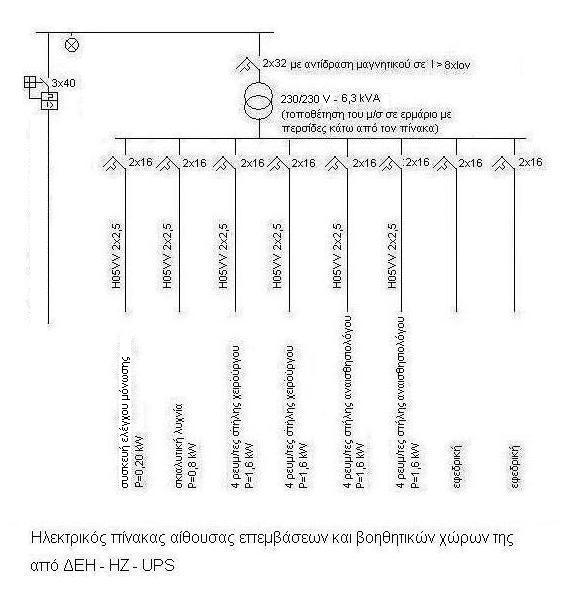 2x32 με αντίδραση μαγνητικού σε I > 8xIον
3x40
230/230 V - 6,3 kVA
(τοποθέτηση του μ/σ σε ερμάριο με
περσίδες κάτω από τον πίνακα)
2x16
2x16
2x16
2x16
2x16
2x16
2x16
2x16
H05VV 2x2,5
H05VV 2x2,5
H05VV 2x2,5
H05VV 2x2,5
H05VV 2x2,5
H05VV 2x2,5
συσκευή ελέγχου μόνωσης
P=0,20 kW
σκιαλυτική λυχνία
P=0,8 kW
4 ρευμ/τες στήλης χειρούργου
P=1,6 kW
4 ρευμ/τες στήλης χειρούργου
P=1,6 kW
4 ρευμ/τες στήλης αναισθησιολόγου
P=1,6 kW
4 ρευμ/τες στήλης αναισθησιολόγου
P=1,6 kW
εφεδρική
εφεδρική
Ηλεκτρικός πίνακας αίθουσας επεμβάσεων και βοηθητικών χώρων της
από ΔΕΗ - ΗΖ - UPS